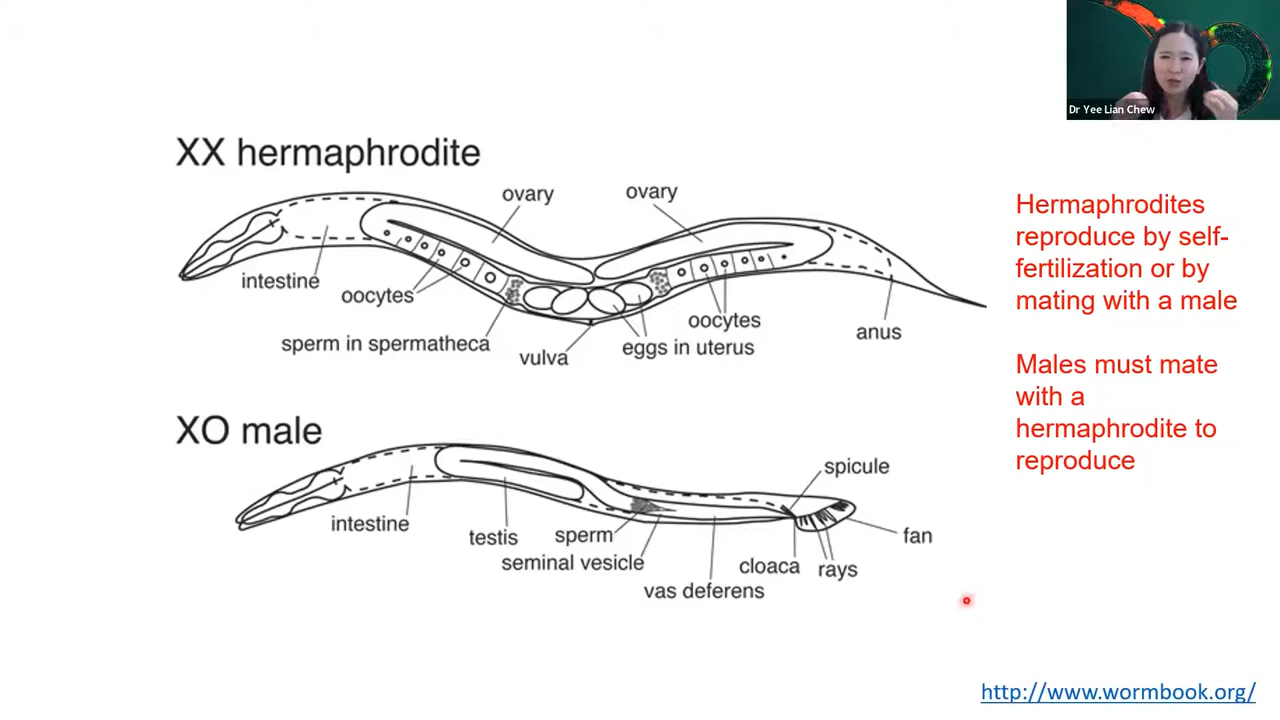 Dr Yee Lian Chew
XX hermaphrodite
ovary
ovary
intestine
oocytes
sperm in spermatheca
vulva
oocytes
eggs in uterus
anus
XO male
spicule
intestine
testis
sperm
seminal vesicle
vas deferens
cloaca
rays
fan
Hermaphrodites
reproduce by self-
fertilization or by
mating with a male
Males must mate
with a
hermaphrodite to
reproduce
http://www.wormbook.org/